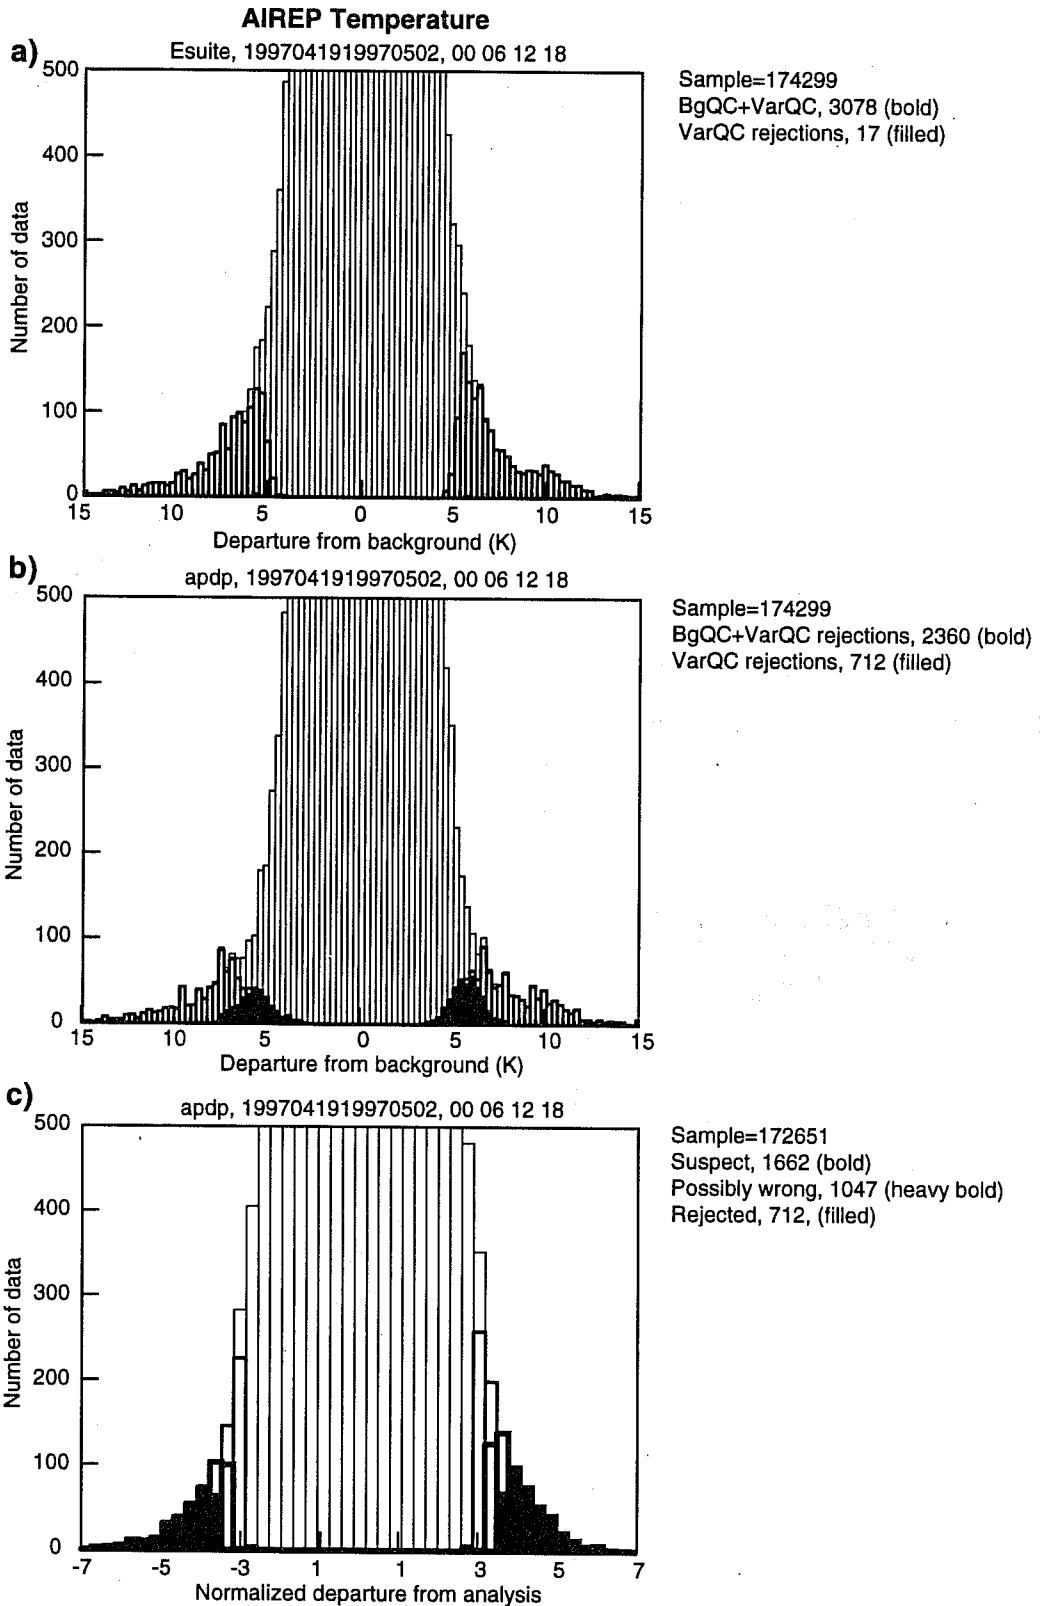 AIREP Temperature
a)
Esuite, 1997041919970502, 00 06 12 18
500
400
300
200
100
0
Number of data
15 10 5 0 5 10 15
Departure from background (K)
Sample=174299
BgQC+VarQC, 3078 (bold)
VarQC rejections, 17 (filled)
b)
apdp, 1997041919970502, 00 06 12 18
500
400
300
200
100
0
Number of data
15 10 5 0 5 10 15
Departure from background (K)
Sample=174299
BgQC+VarQC rejections, 2360 (bold)
VarQC rejections, 712 (filled)
c)
apdp, 1997041919970502, 00 06 12 18
500
400
300
200
100
0
Number of data
-7 -5 -3 1 1 3 5 7
Normalized departure from analysis
Sample=172651
Suspect, 1662 (bold)
Possibly wrong, 1047 (heavy bold)
Rejected, 712, (filled)